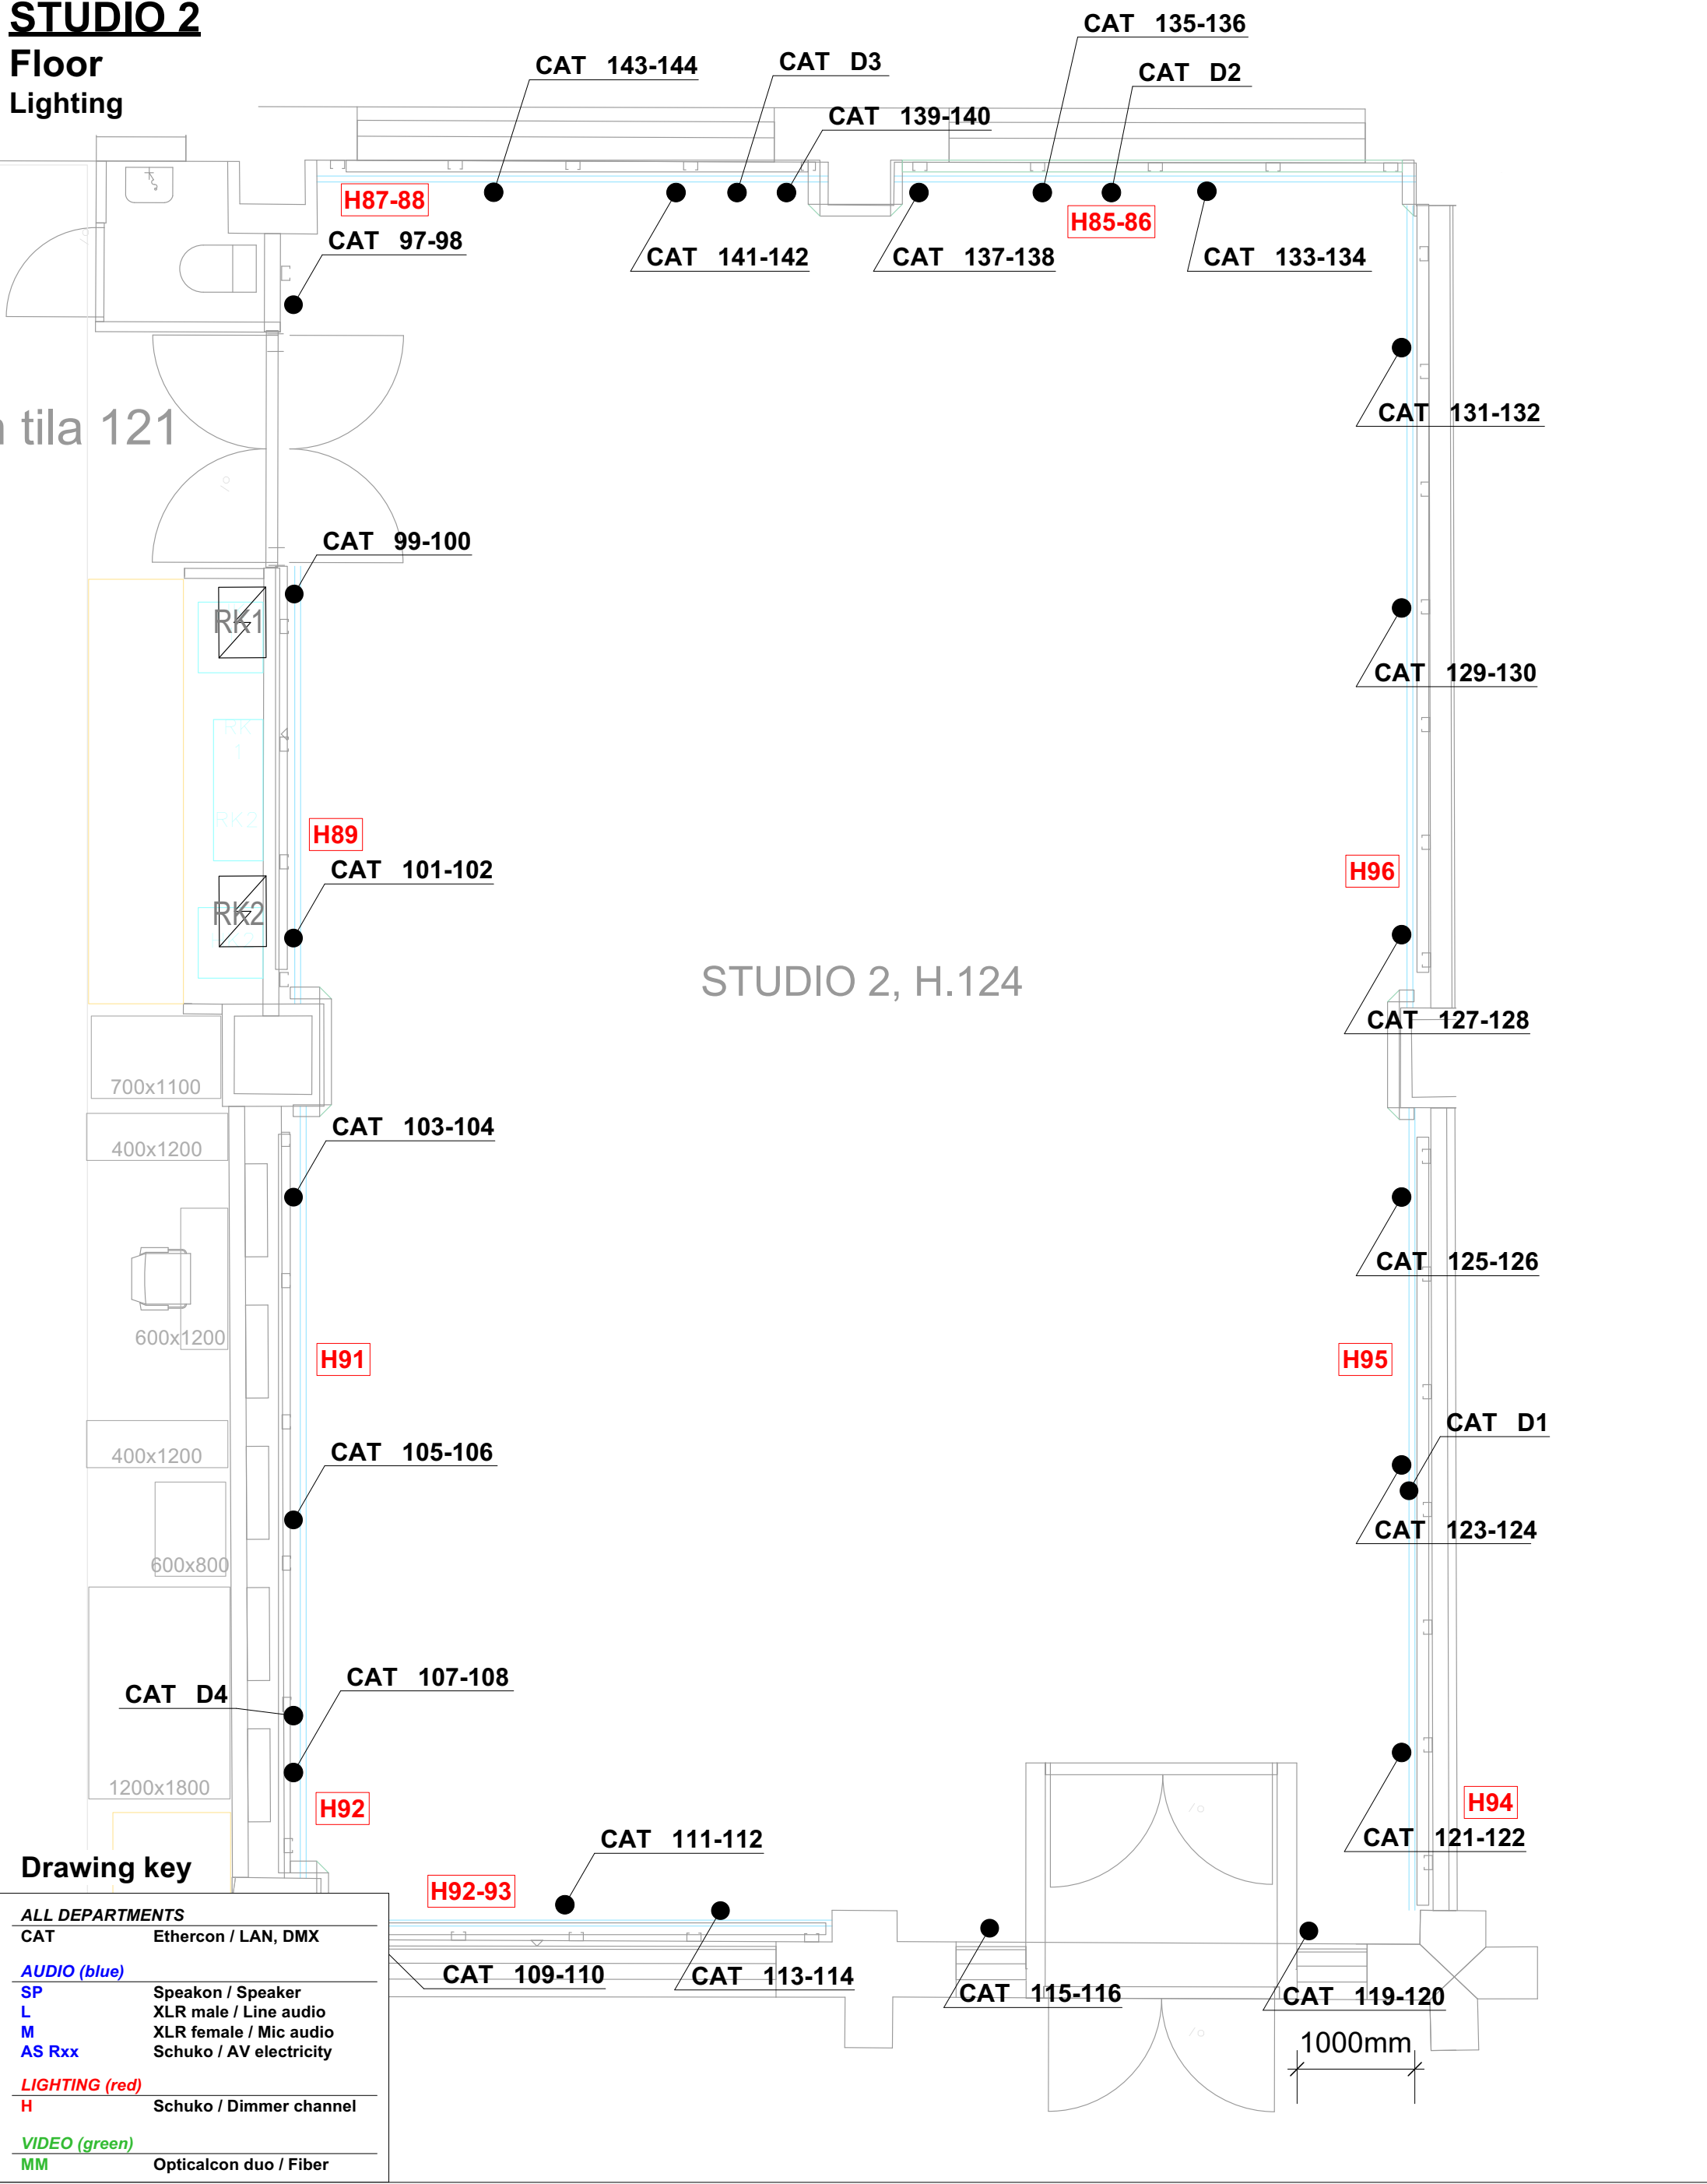 STUDIO 2
Floor
Lighting
CAT 135-136
CAT 143-144
CAT D3
CAT D2
CAT 139-140
H87-88
H85-86
CAT 97-98
CAT 141-142
CAT 137-138
CAT 133-134
CAT 131-132
tila 121
CAT 99-100
RK1
CAT 129-130
RK
1
RK2
H89
CAT 101-102
H96
RK2
STUDIO 2, H.124
CAT 127-128
700x1100
CAT 103-104
400x1200
CAT 125-126
600x1200
H91
H95
CAT D1
400x1200
CAT 105-106
CAT 123-124
600x800
CAT 107-108
CAT D4
1200x1800
H92
H94
CAT 111-112
CAT 121-122
H92-93
CAT 109-110
CAT 113-114
CAT 115-116
CAT 119-120
1000mm
Drawing key
ALL DEPARTMENTS
CAT Ethercon / LAN, DMX
AUDIO (blue)
SP Speakon / Speaker
L XLR male / Line audio
M XLR female / Mic audio
AS Rxx Schuko / AV electricity
LIGHTING (red)
H Schuko / Dimmer channel
VIDEO (green)
MM Opticalcon duo / Fiber